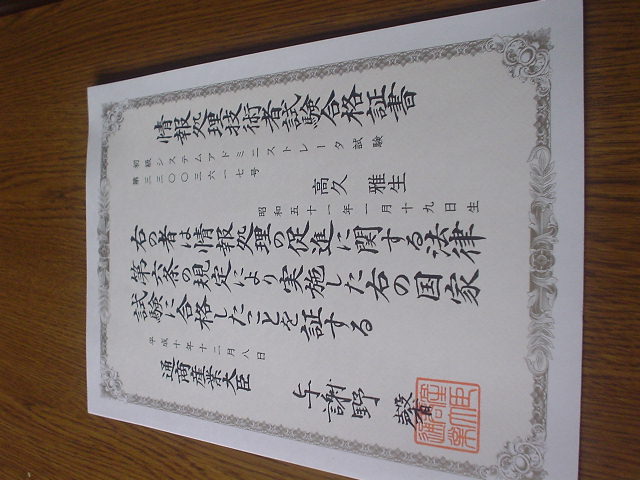 情報処理技術者試験合格証書
初級システムアドミニストレータ試験
第三三〇〇三六一七号
高久 雅生
昭和五十一年一月十九日生
右の者は情報処理の促進に関する法律
第六条の規定により実施した右の国家
試験に合格したことを証する
平成十年十二月八日
通商産業大臣
与謝野 馨